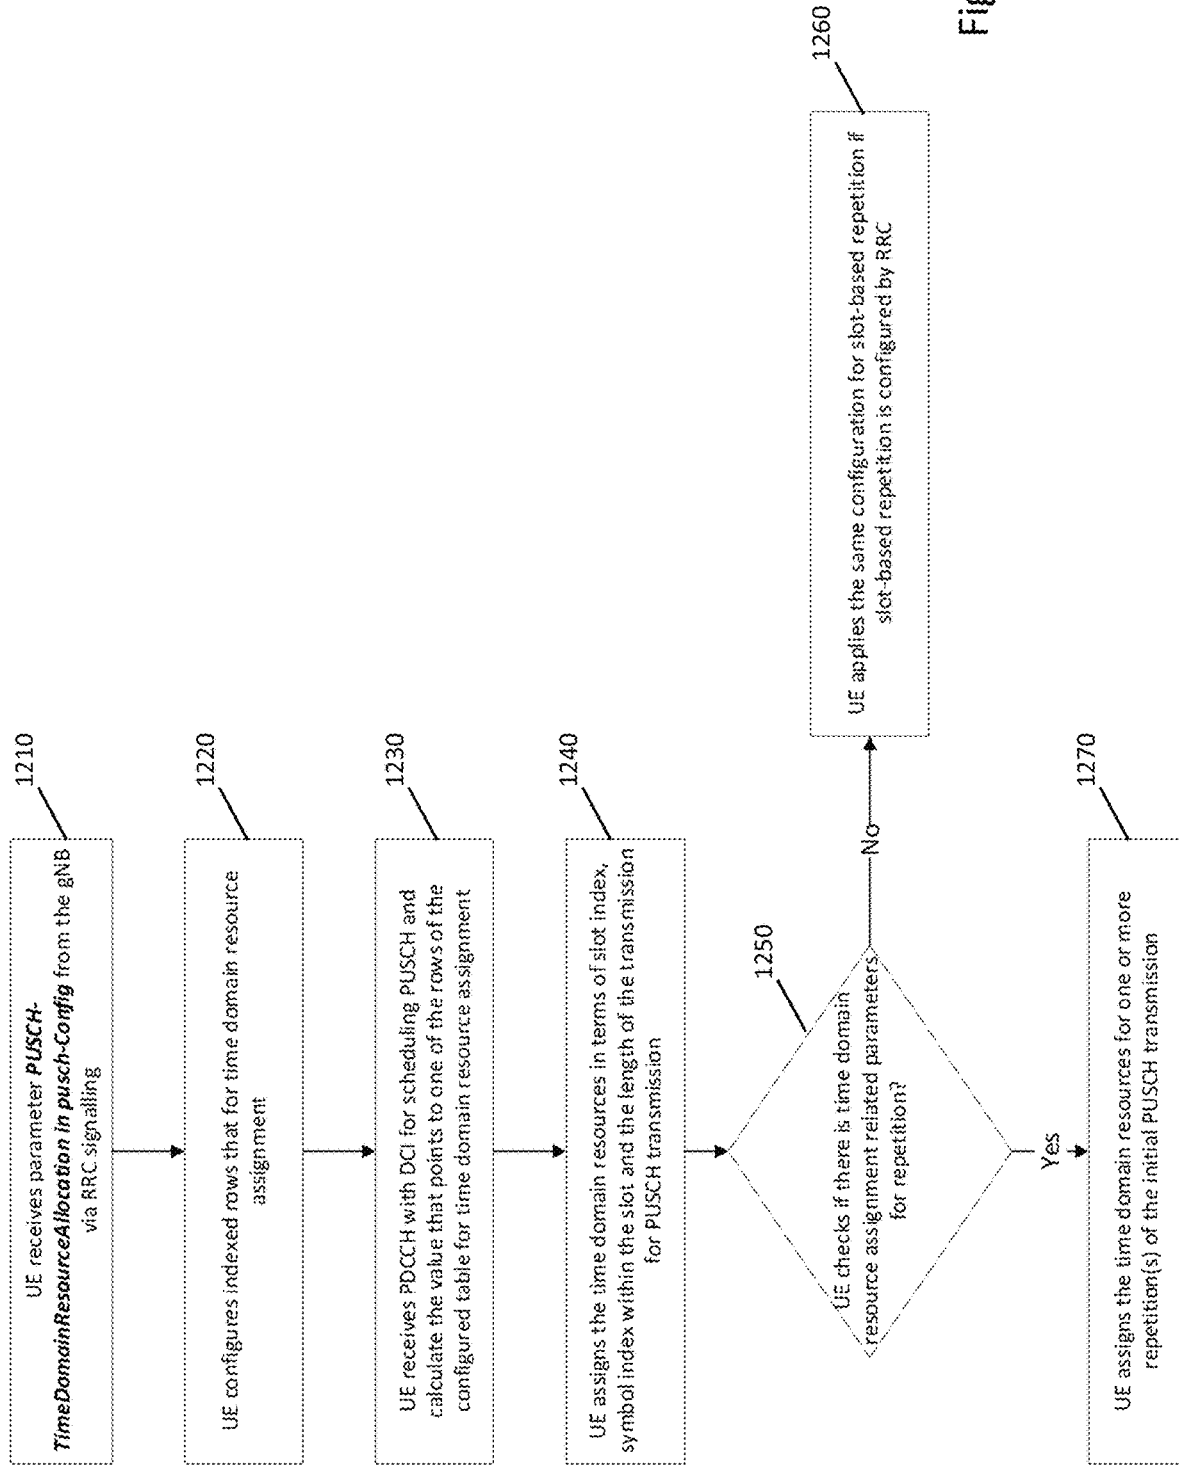 1210
UE receives parameter PUSCH-
TimeDomainResourceAllocation in pusch-Config from the gNB
via RRC signalling
1220
UE configures indexed rows that for time domain resource
assignment
1230
UE receives PDCCH with DCI for scheduling PUSCH and
calculate the value that points to one of the rows of the
configured table for time domain resource assignment
1240
UE assigns the time domain resources in terms of slot index,
symbol index within the slot and the length of the transmission
for PUSCH transmission
1250
UE checks if there is time domain
resource assignment related parameters
for repetition?
No
1260
UE applies the same configuration for slot-based repetition if
slot-based repetition is configured by RRC
Yes
1270
UE assigns the time domain resources for one or more
repetition(s) of the initial PUSCH transmission